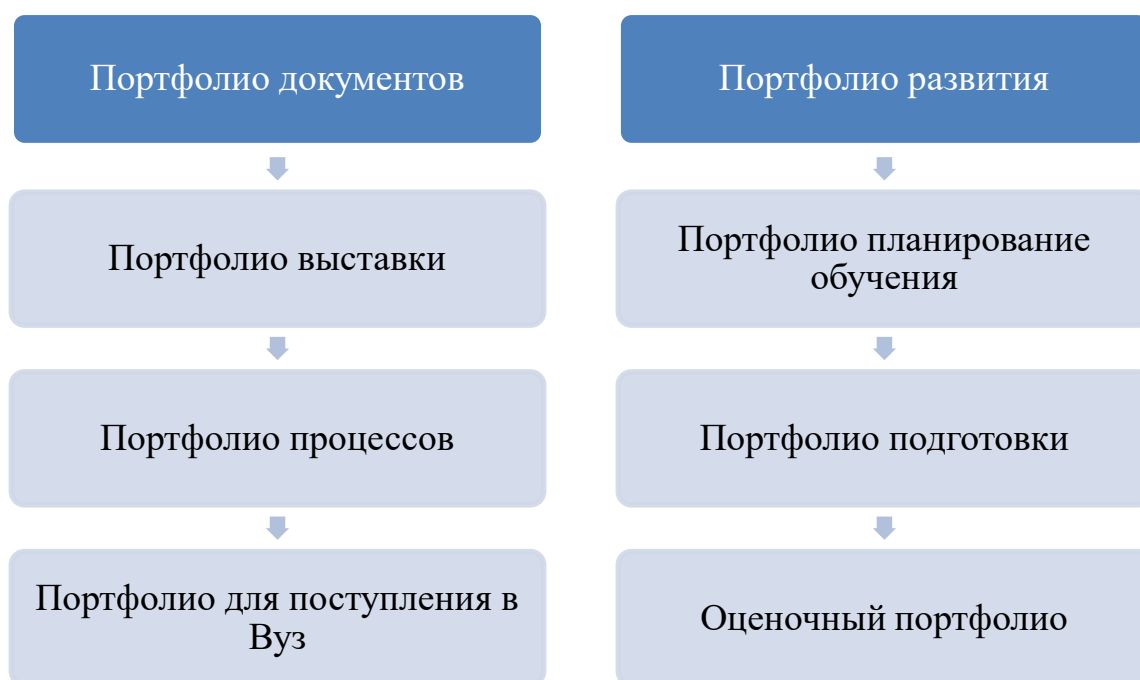 Портфолио документов
Портфолио выставки
Портфолио процессов
Портфолио для поступления в
Вуз
Портфолио развития
Портфолио планирование
обучения
Портфолио подготовки
Оценочный портфолио